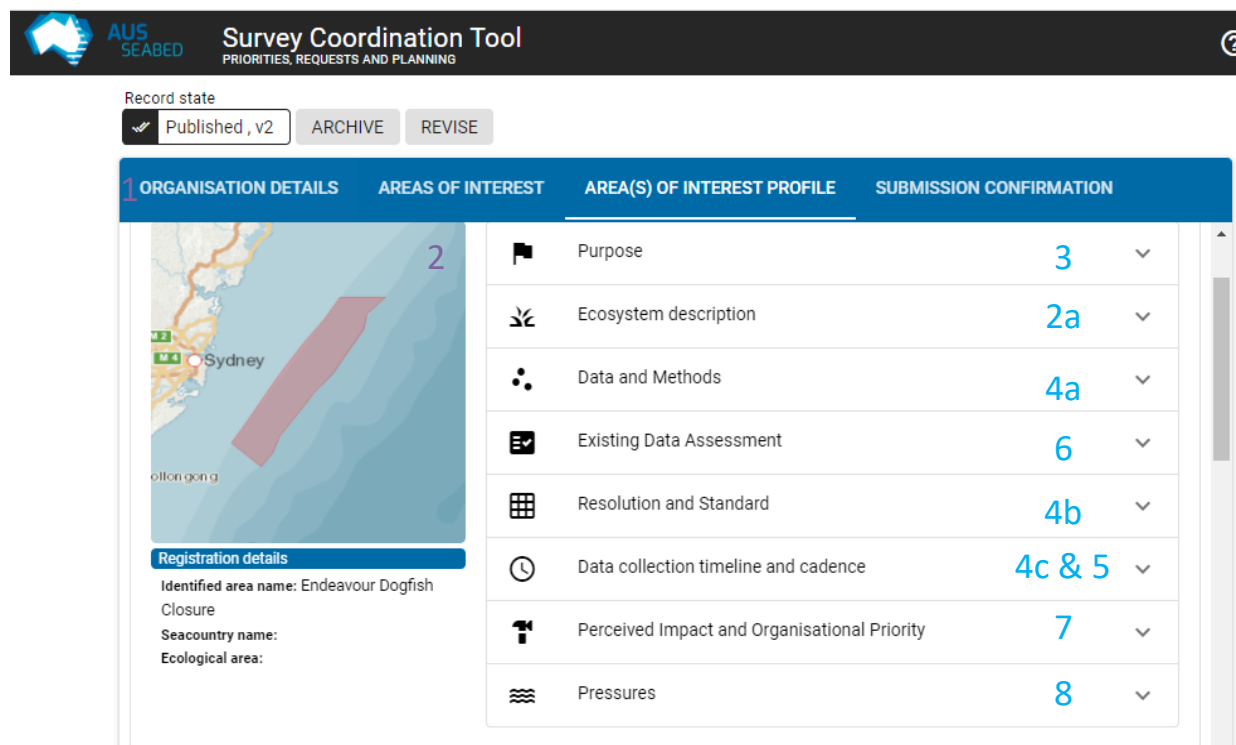 AUS
SEABED
Survey Coordination Tool
PRIORITIES, REQUESTS AND PLANNING
Record state
Published , v2
ARCHIVE
REVISE
1 ORGANISATION DETAILS
AREAS OF INTEREST
AREA(S) OF INTEREST PROFILE
SUBMISSION CONFIRMATION
2
M 2
M 4
Sydney
ollongong
Registration details
Identified area name: Endeavour Dogfish
Closure
Seacountry name:
Ecological area:
Purpose 3
Ecosystem description 2a
Data and Methods 4a
Existing Data Assessment 6
Resolution and Standard 4b
Data collection timeline and cadence 4c & 5
Perceived Impact and Organisational Priority 7
Pressures 8